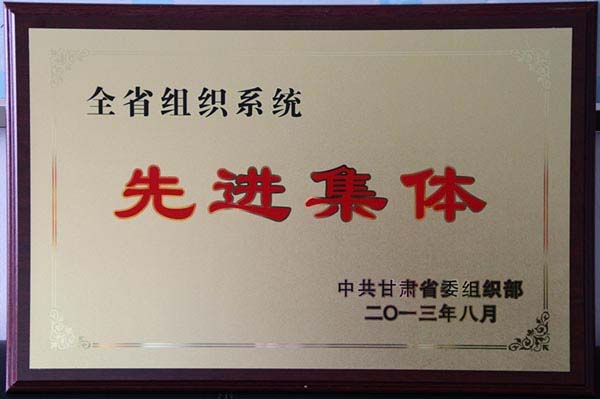 全省组织系统
先进集体
中共甘肃省委组织部
二〇一三年八月